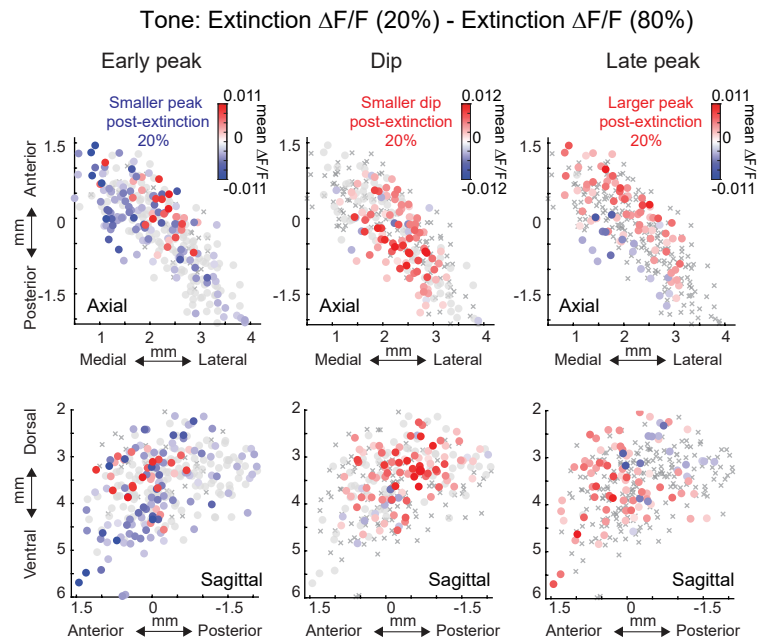 Tone: Extinction ΔF/F (20%) - Extinction ΔF/F (80%)
Early peak
Dip
Late peak
Smaller peak
post-extinction
20%
0.011
0
-0.011
mean ΔF/F
Smaller dip
post-extinction
20%
0.012
0
-0.012
mean ΔF/F
Larger peak
post-extinction
20%
0.011
0
-0.011
mean ΔF/F
Anterior
mm
Posterior
1.5
0
-1.5
Axial
1 2 3 4
Medial mm Lateral
1.5
0
-1.5
Axial
1 2 3 4
Medial mm Lateral
1.5
0
-1.5
Axial
1 2 3 4
Medial mm Lateral
Dorsal
mm
Ventral
2
3
4
5
6
Sagittal
1.5 0 -1.5
mm
Anterior Posterior
2
3
4
5
6
Sagittal
1.5 0 -1.5
mm
Anterior Posterior
2
3
4
5
6
Sagittal
1.5 0 -1.5
mm
Anterior Posterior